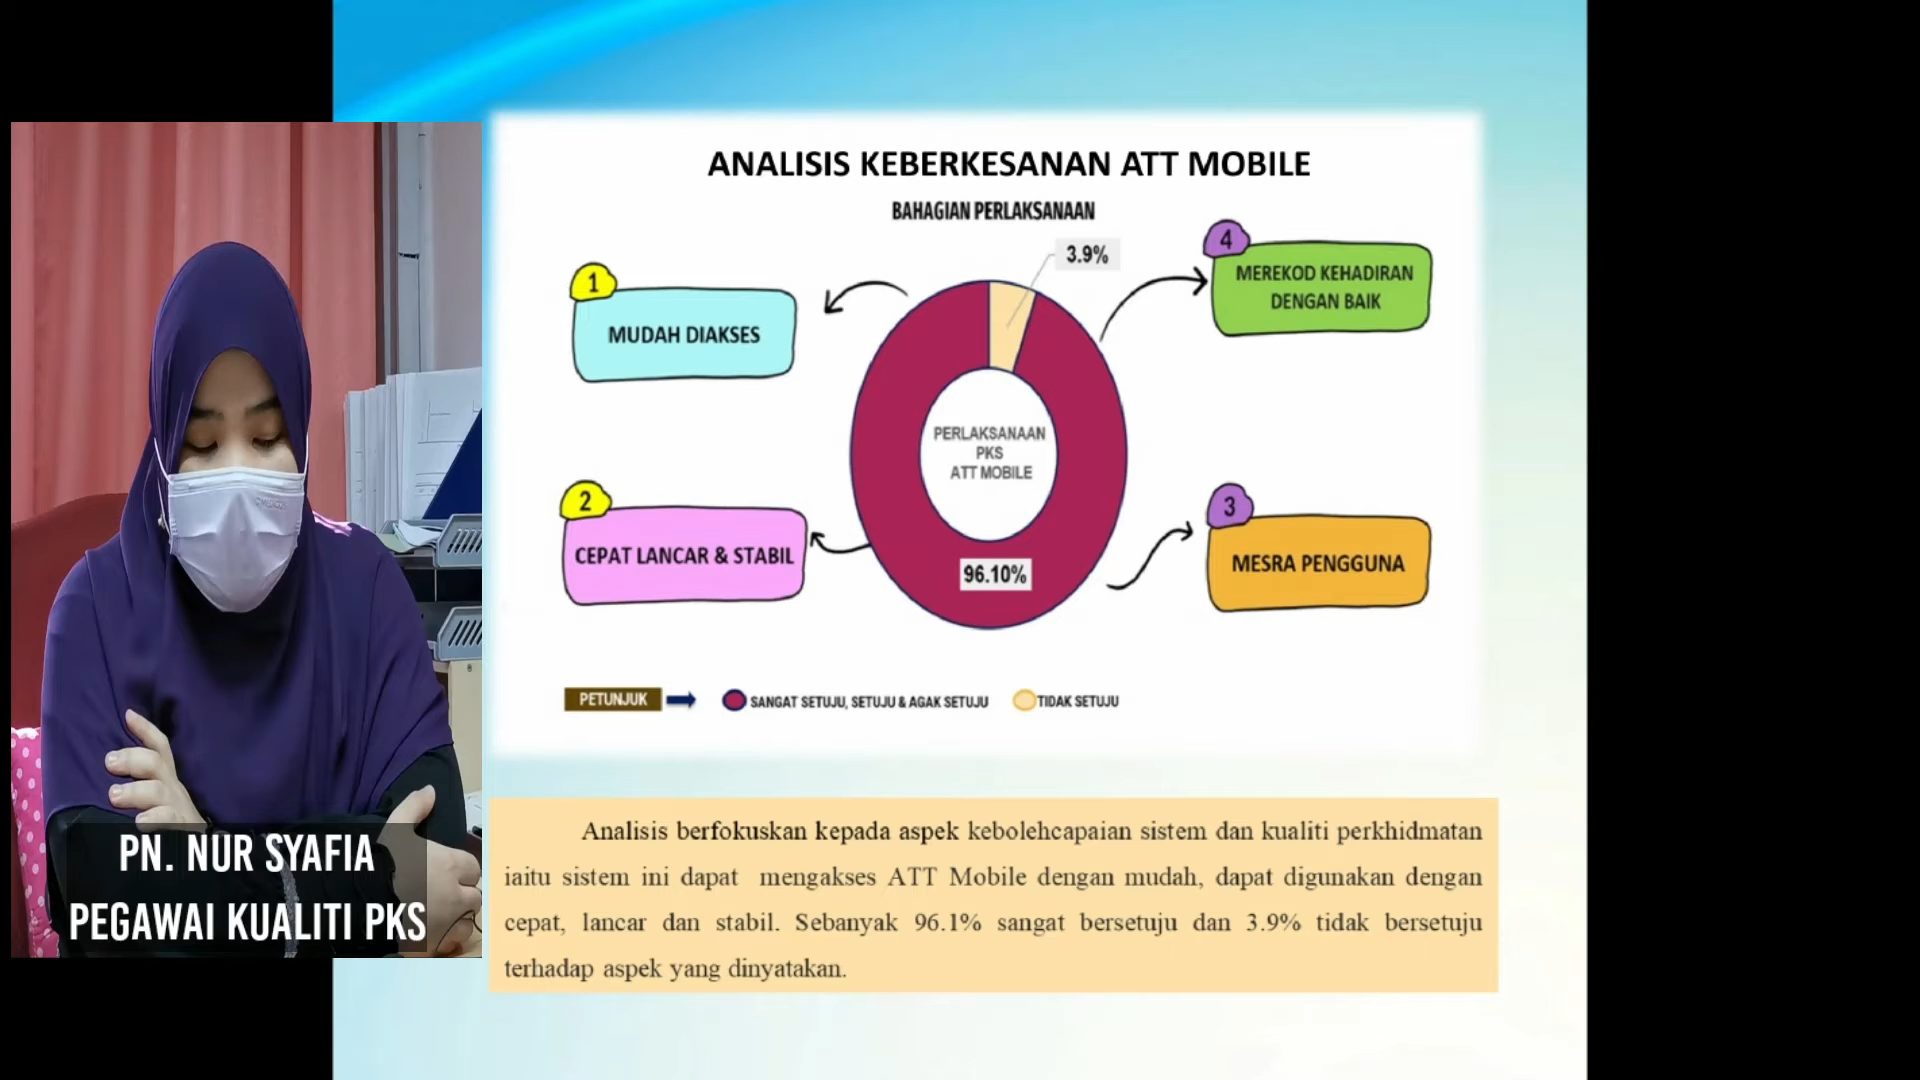 ANALISIS KEBERKESANAN ATT MOBILE
BAHAGIAN PERLAKSANAAN
3.9%
1
MUDAH DIAKSES
4
MEREKOD KEHADIRAN
DENGAN BAIK
PERLAKSANAAN
PKS
ATT MOBILE
2
CEPAT LANCAR & STABIL
3
MESRA PENGGUNA
96.10%
PETUNJUK
SANGAT SETUJU, SETUJU & AGAK SETUJU
TIDAK SETUJU
Analisis berfokuskan kepada aspek kebolehcapaian sistem dan kualiti perkhidmatan
iaitu sistem ini dapat mengakses ATT Mobile dengan mudah, dapat digunakan dengan
cepat, lancar dan stabil. Sebanyak 96.1% sangat bersetuju dan 3.9% tidak bersetuju
terhadap aspek yang dinyatakan.
PN. NUR SYAFIA
PEGAWAI KUALITI PKS